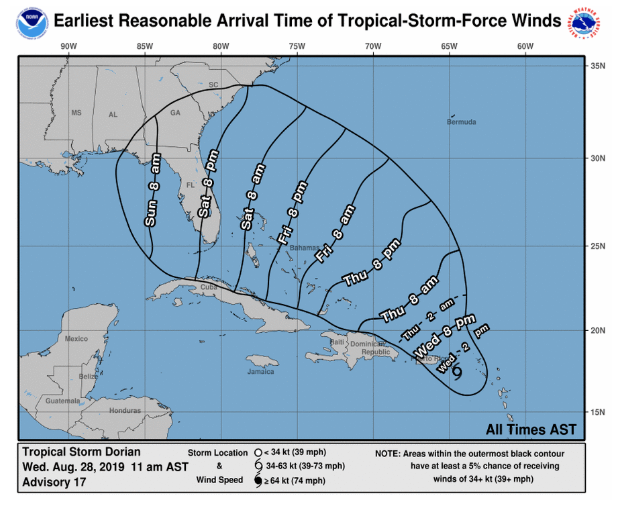 Earliest Reasonable Arrival Time of Tropical-Storm-Force Winds
90W 85W 80W 75W 70W 65W 60W
35N
SC
MS AL GA
Bermuda
30N
Sun 8 am
Sat 8 pm
Sat 8 am
Fri 8 pm
Fri 8 am
Thu 8 pm
Thu 8 am
Thu 2 am
Wed 8 pm
Wed 2 pm
FL
Bahamas
25N
Cuba
20N
Mexico
Haiti Dominican
Republic
Puerto Rico
Jamaica
Belize
Guatemala
Honduras
15N
All Times AST
Tropical Storm Dorian
Wed. Aug. 28, 2019 11 am AST
Advisory 17
Storm Location
&
Wind Speed
< 34 kt (39 mph)
34-63 kt (39-73 mph)
≥ 64 kt (74 mph)
NOTE: Areas within the outermost black contour
have at least a 5% chance of receiving
winds of 34+ kt (39+ mph)